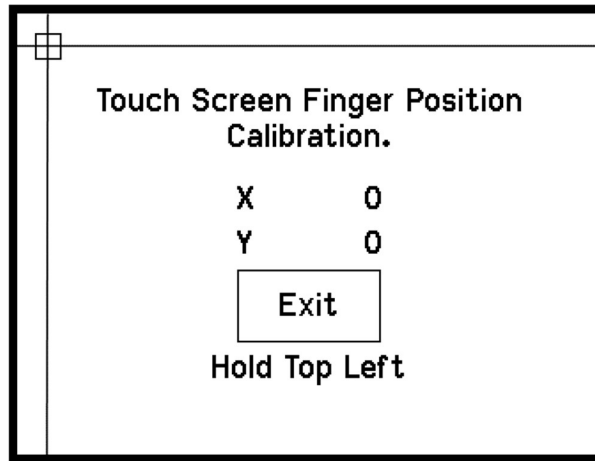 Touch Screen Finger Position
Calibration.
X 0
Y 0
Exit
Hold Top Left